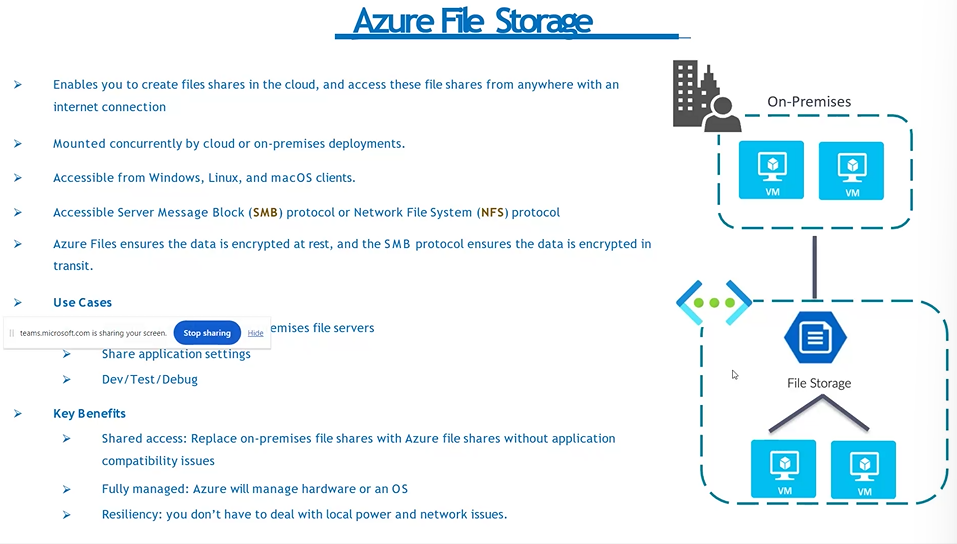 Azure File Storage
Enables you to create files shares in the cloud, and access these file shares from anywhere with an
internet connection
Mounted concurrently by cloud or on-premises deployments.
Accessible from Windows, Linux, and macOS clients.
Accessible Server Message Block (SMB) protocol or Network File System (NFS) protocol
Azure Files ensures the data is encrypted at rest, and the SMB protocol ensures the data is encrypted in
transit.
Use Cases
file servers
teams.microsoft.com is sharing your screen. Stop sharing Hide
Share application settings
Dev/Test/Debug
Key Benefits
Shared access: Replace on-premises file shares with Azure file shares without application
compatibility issues
Fully managed: Azure will manage hardware or an OS
Resiliency: you don’t have to deal with local power and network issues.
On-Premises
VM VM
File Storage
VM VM